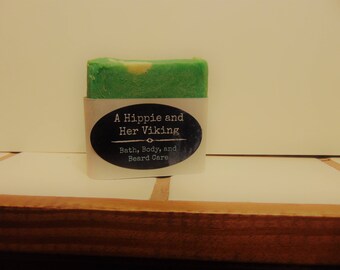 A Hippie and
Her Viking
Bath, Body, and
Beard Care